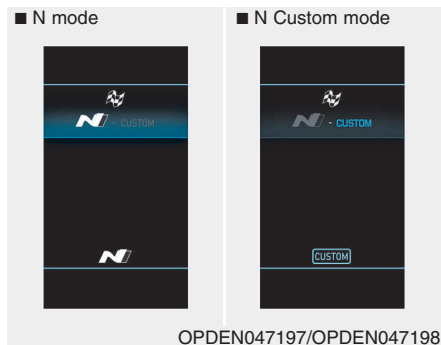 ■ N mode
■ N Custom mode
N - CUSTOM
N - CUSTOM
N
CUSTOM
OPDEN047197/OPDEN047198